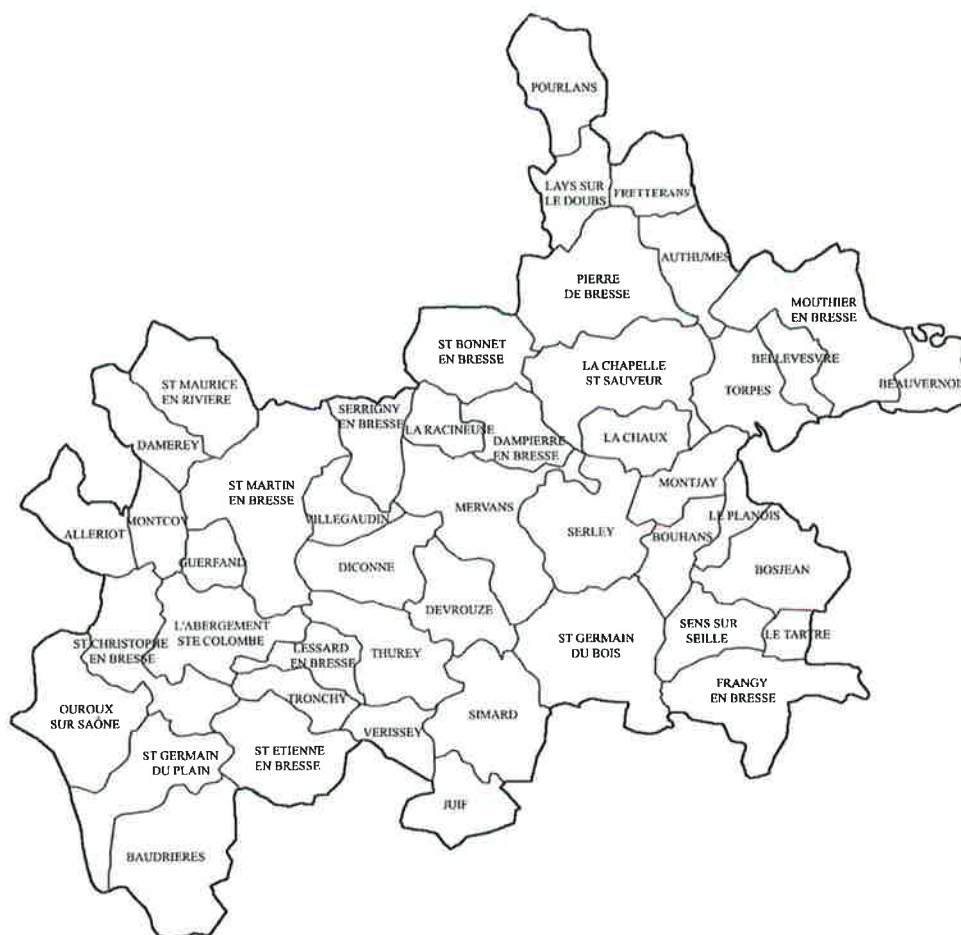 POURLANS
LAYS SUR
LE DOUBS
FRETTERANS
AUTHUMES
PIERRE
DE BRESSE
MOUTHIER
EN BRESSE
ST BONNET
EN BRESSE
LA CHAPELLE
ST SAUVEUR
BELLEVESVRE
TORPES
BEAUVERNOIS
ST MAURICE
EN RIVIERE
SERRIGNY
EN BRESSE
LA RACINEUSE
DAMPIERRE
EN BRESSE
LA CHAUX
DAMEREY
ST MARTIN
EN BRESSE
MONTJAY
MERVANS
LE PLANOIS
ALLERIOT
MONTCOY
VILLEGAUDIN
SERLEY
BOUHANS
GUERFAND
DICONNE
BOSJEAN
DEVROUZE
L'ABERGEMENT
STE COLOMBE
ST CHRISTOPHE
EN BRESSE
LESSARD
EN BRESSE
THUREY
ST GERMAIN
DU BOIS
SENS SUR
SEILLE
LE TARTRE
FRANGY
EN BRESSE
OUROUX
SUR SAÔNE
TRONCHY
SIMARD
VERISSEY
ST GERMAIN
DU PLAIN
ST ETIENNE
EN BRESSE
JUIF
BAUDRIERES